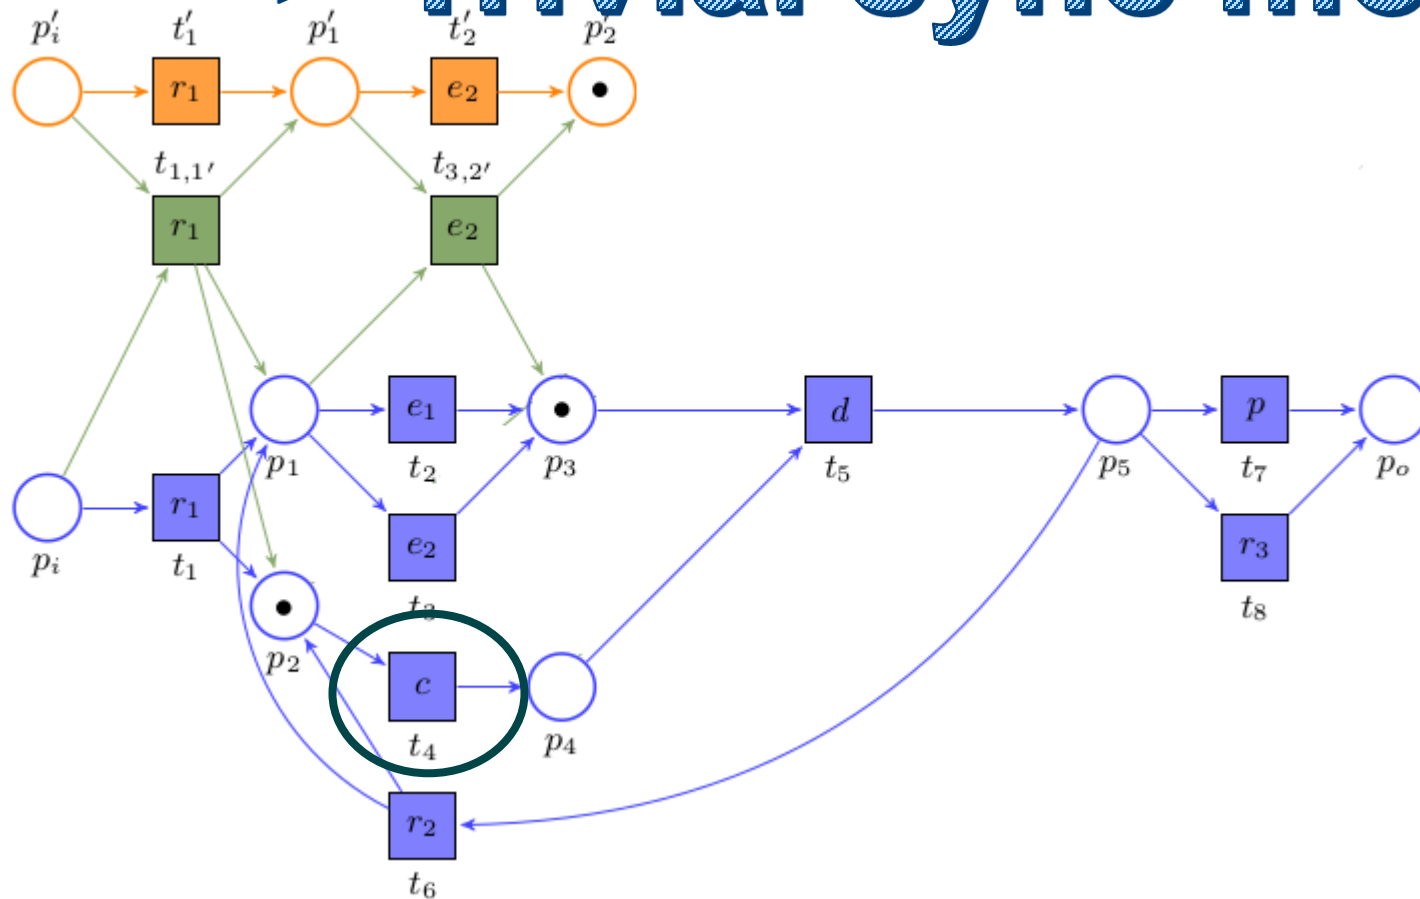 p′ᵢ t′₁ p′₁ t′₂ p′₂
r₁ e₂
t₁,₁′ t₃,₂′
r₁ e₂
e₁ d p
p₁ t₂ p₃ t₅ p₅ t₇ pₒ
r₁ e₂ r₃
pᵢ t₁ t₃ t₈
p₂ c
t₄ p₄
r₂
t₆